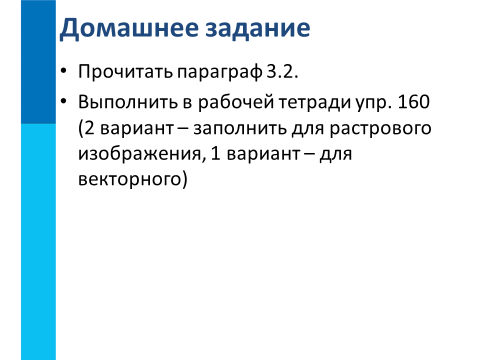 Домашнее задание
• Прочитать параграф 3.2.
• Выполнить в рабочей тетради упр. 160
(2 вариант – заполнить для растрового
изображения, 1 вариант – для
векторного)